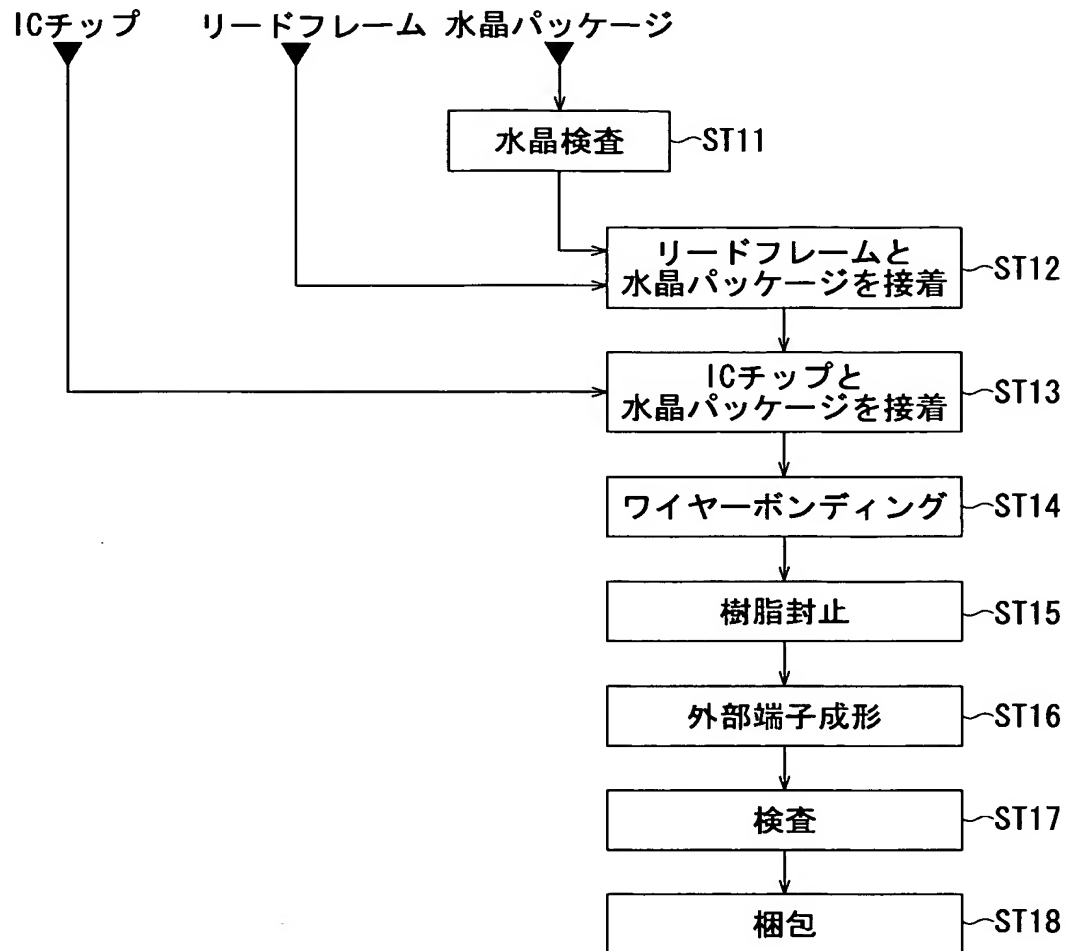 ICチップ
リードフレーム
水晶パッケージ
水晶検査
ST11
リードフレームと
水晶パッケージを接着
ST12
ICチップと
水晶パッケージを接着
ST13
ワイヤーボンディング
ST14
樹脂封止
ST15
外部端子成形
ST16
検査
ST17
梱包
ST18